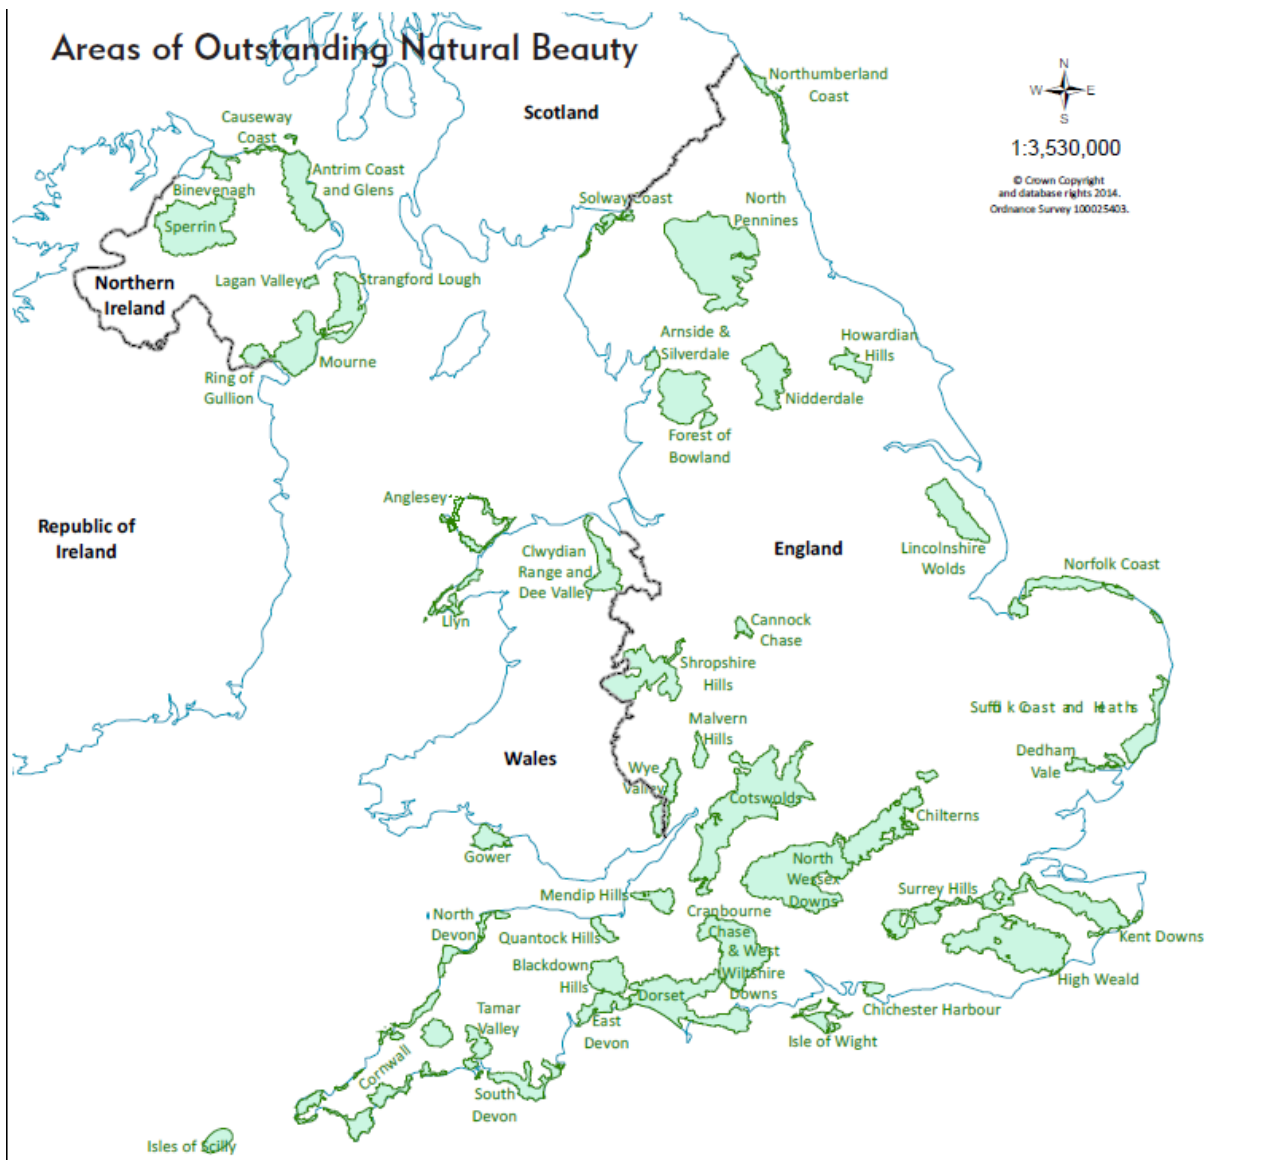 Areas of Outstanding Natural Beauty
N
W E
S
1:3,530,000
© Crown Copyright
and database rights 2014.
Ordnance Survey 100025403.
Northumberland
Coast
Scotland
Causeway
Coast
Antrim Coast
and Glens
Binevenagh
Sperrin
Solway Coast
North
Pennines
Northern
Ireland
Lagan Valley
Strangford Lough
Mourne
Ring of
Gullion
Arnside &
Silverdale
Howardian
Hills
Nidderdale
Forest of
Bowland
Anglesey
Republic of
Ireland
Clwydian
Range and
Dee Valley
Llyn
England
Lincolnshire
Wolds
Norfolk Coast
Cannock
Chase
Shropshire
Hills
Suffolk Coast and Heaths
Malvern
Hills
Wales
Wye
Valley
Dedham
Vale
Cotswolds
Chilterns
Gower
North
Wessex
Downs
Surrey Hills
Mendip Hills
Cranbourne
Chase
& West
Wiltshire
Downs
North
Devon
Quantock Hills
Kent Downs
Blackdown
Hills
High Weald
Dorset
Chichester Harbour
Tamar
Valley
East
Devon
Isle of Wight
Cornwall
South
Devon
Isles of Scilly